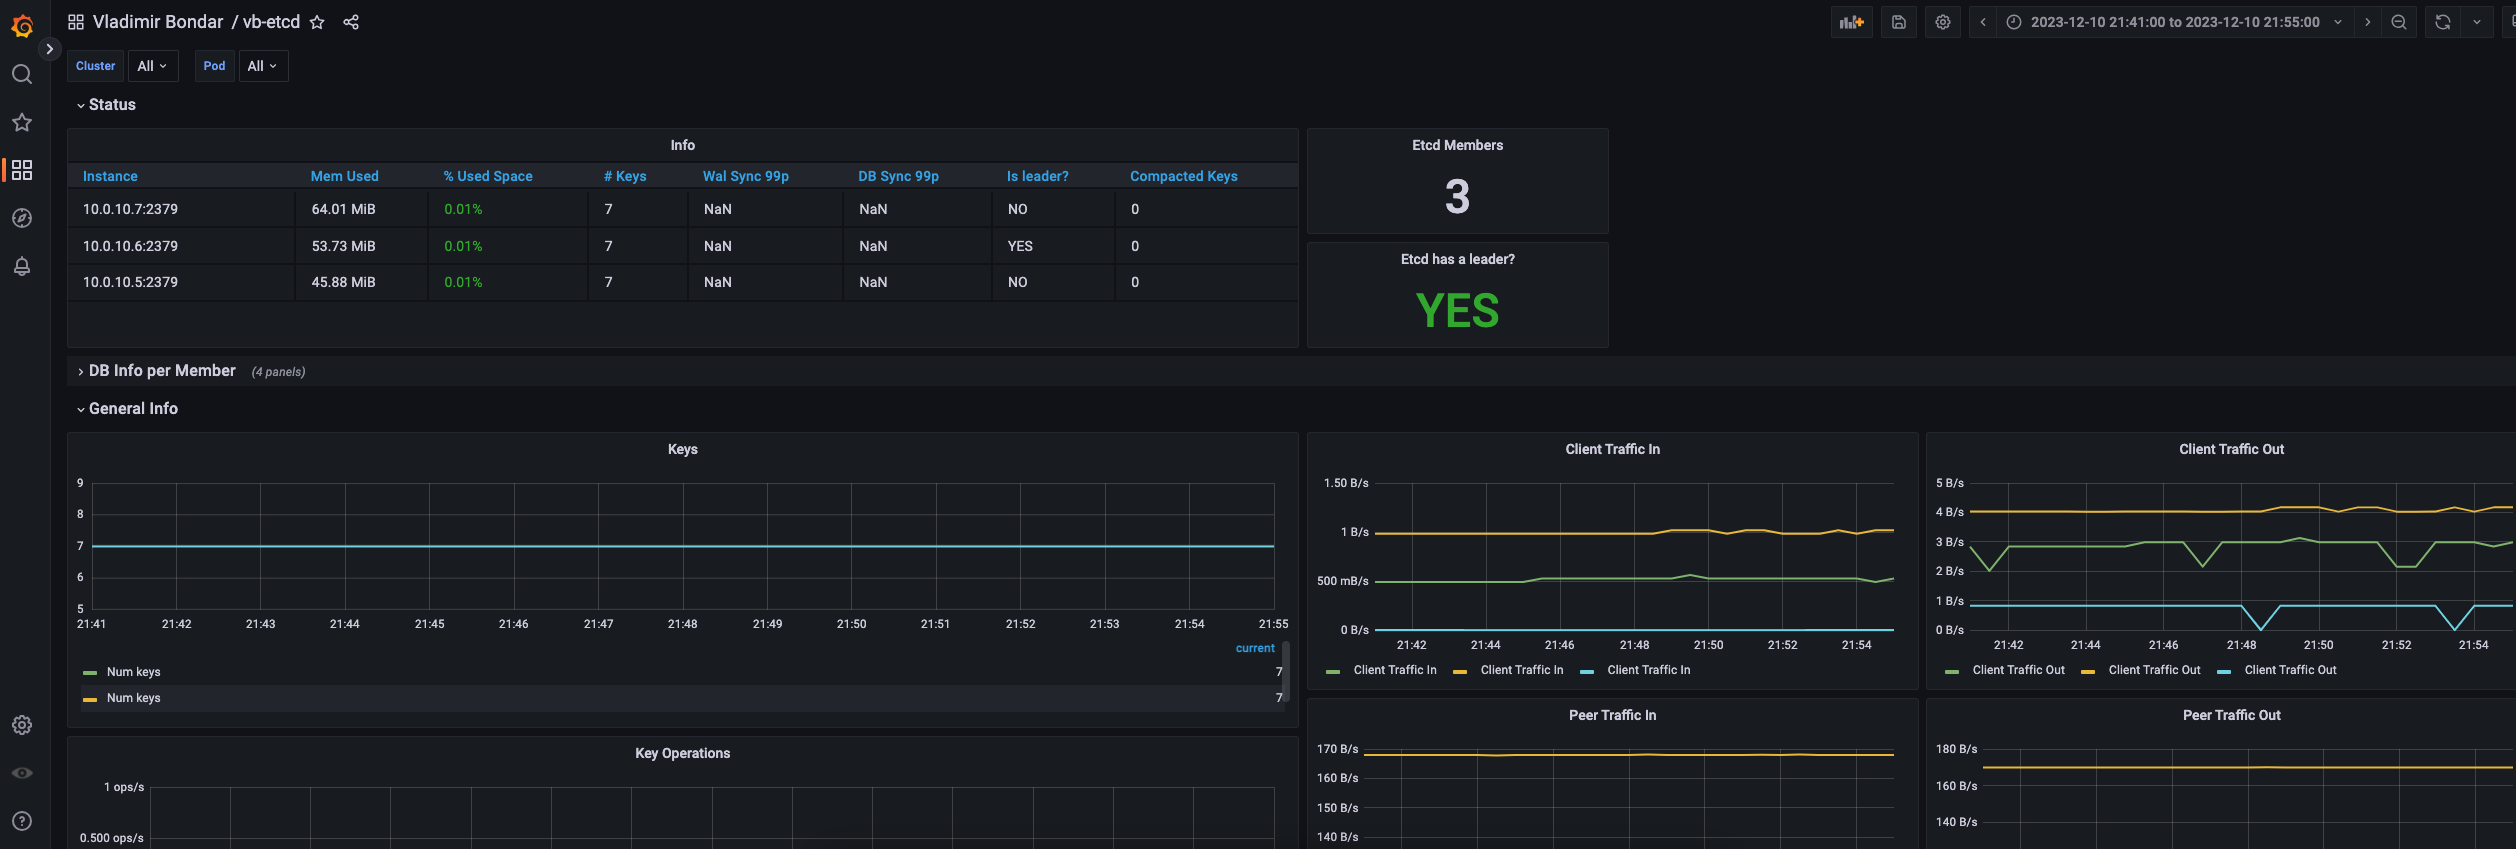 Vladimir Bondar / vb-etcd
2023-12-10 21:41:00 to 2023-12-10 21:55:00
Cluster All Pod All
Status
Info
Instance Mem Used % Used Space # Keys Wal Sync 99p DB Sync 99p Is leader? Compacted Keys
10.0.10.7:2379 64.01 MiB 0.01% 7 NaN NaN NO 0
10.0.10.6:2379 53.73 MiB 0.01% 7 NaN NaN YES 0
10.0.10.5:2379 45.88 MiB 0.01% 7 NaN NaN NO 0
Etcd Members
3
Etcd has a leader?
YES
DB Info per Member (4 panels)
General Info
Keys
9
8
7
6
5
21:41 21:42 21:43 21:44 21:45 21:46 21:47 21:48 21:49 21:50 21:51 21:52 21:53 21:54 21:55
current
Num keys 7
Num keys 7
Client Traffic In
1.50 B/s
1 B/s
500 mB/s
0 B/s
21:42 21:44 21:46 21:48 21:50 21:52 21:54
Client Traffic In Client Traffic In Client Traffic In
Client Traffic Out
5 B/s
4 B/s
3 B/s
2 B/s
1 B/s
0 B/s
21:42 21:44 21:46 21:48 21:50 21:52 21:54
Client Traffic Out Client Traffic Out Client Traffic Out
Key Operations
1 ops/s
0.500 ops/s
Peer Traffic In
170 B/s
160 B/s
150 B/s
140 B/s
Peer Traffic Out
180 B/s
160 B/s
140 B/s